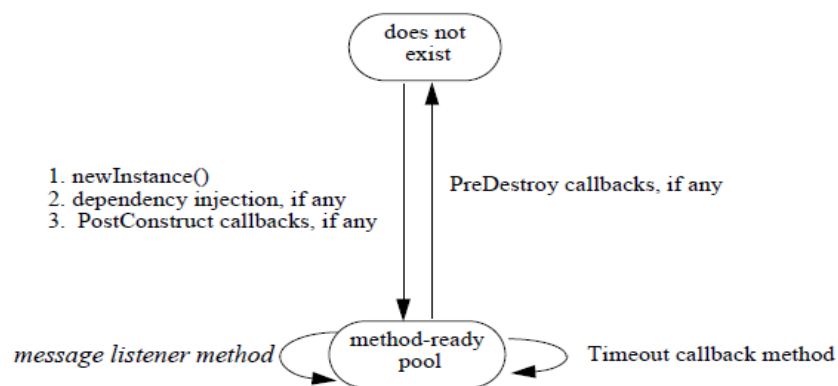 does not
exist
1. newInstance()
2. dependency injection, if any
3. PostConstruct callbacks, if any
PreDestroy callbacks, if any
message listener method
method-ready
pool
Timeout callback method